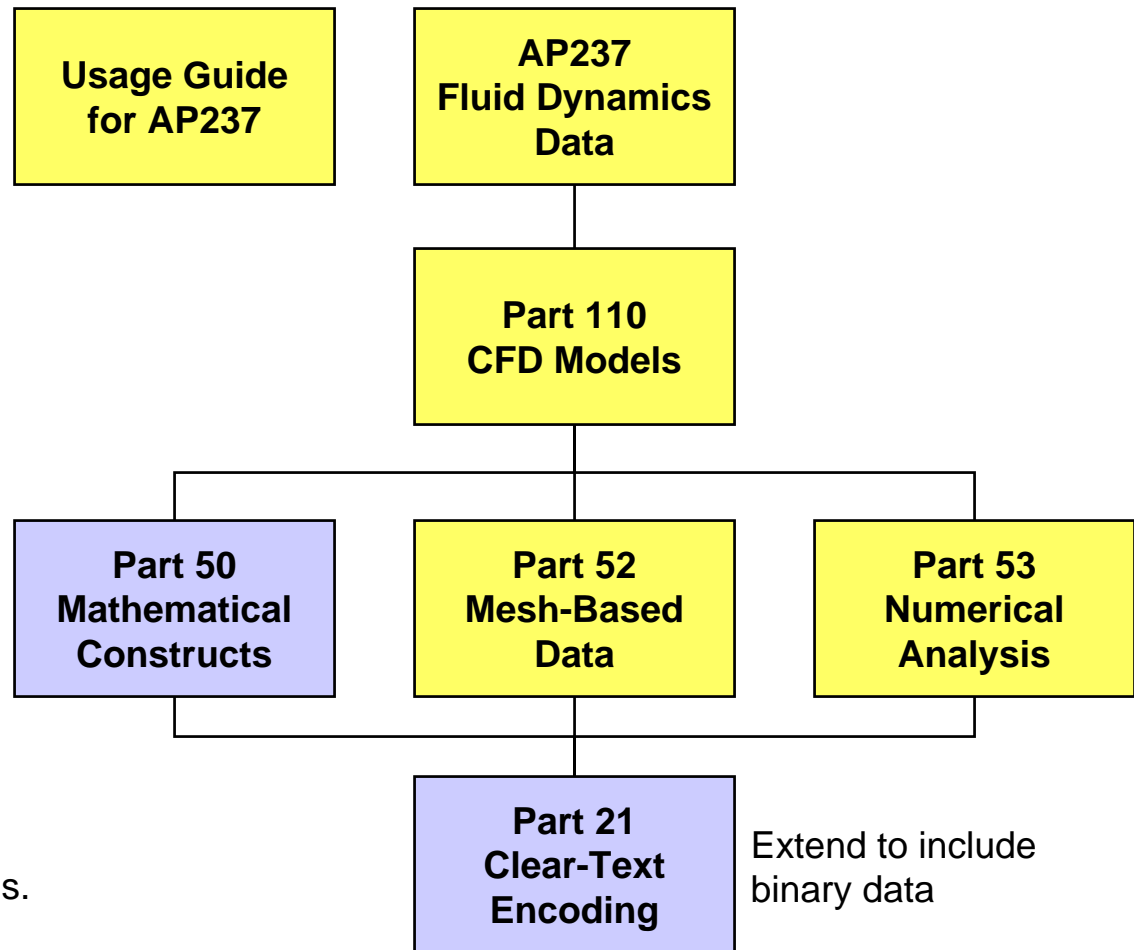 Usage Guide
for AP237
AP237
Fluid Dynamics
Data
Part 110
CFD Models
Part 50
Mathematical
Constructs
Part 52
Mesh-Based
Data
Part 53
Numerical
Analysis
Part 21
Clear-Text
Encoding
Extend to include
binary data
s.